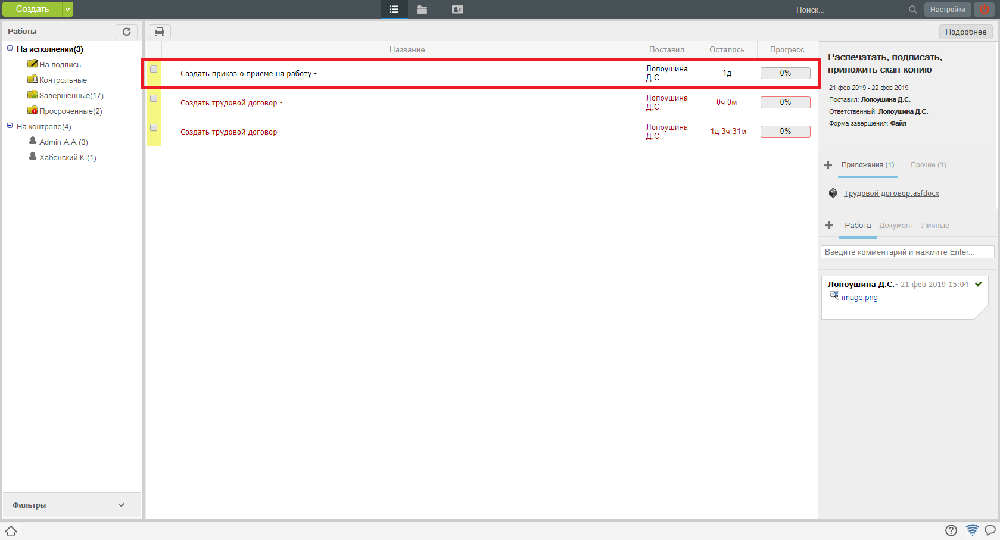 Создать
Поиск...
Настройки
Работы
Подробнее
На исполнении(3)
На подпись
Контрольные
Завершенные(17)
Просроченные(2)
На контроле(4)
Admin A.A.(3)
Хабенский К.(1)
Фильтры
Название Поставил Осталось Прогресс
Создать приказ о приеме на работу - Лопоушина Д.С. 1д 0%
Создать трудовой договор - Лопоушина Д.С. 0ч 0м 0%
Создать трудовой договор - Лопоушина Д.С. -1д 3ч 31м 0%
Распечатать, подписать,
приложить скан-копию -
21 фев 2019 - 22 фев 2019
Поставил: Лопоушина Д.С.
Ответственный: Лопоушина Д.С.
Форма завершения: Файл
Приложения (1) Прочие (1)
Трудовой договор.asfdocx
Работа Документ Личные
Введите комментарий и нажмите Enter...
Лопоушина Д.С.- 21 фев 2019 15:04
image.png